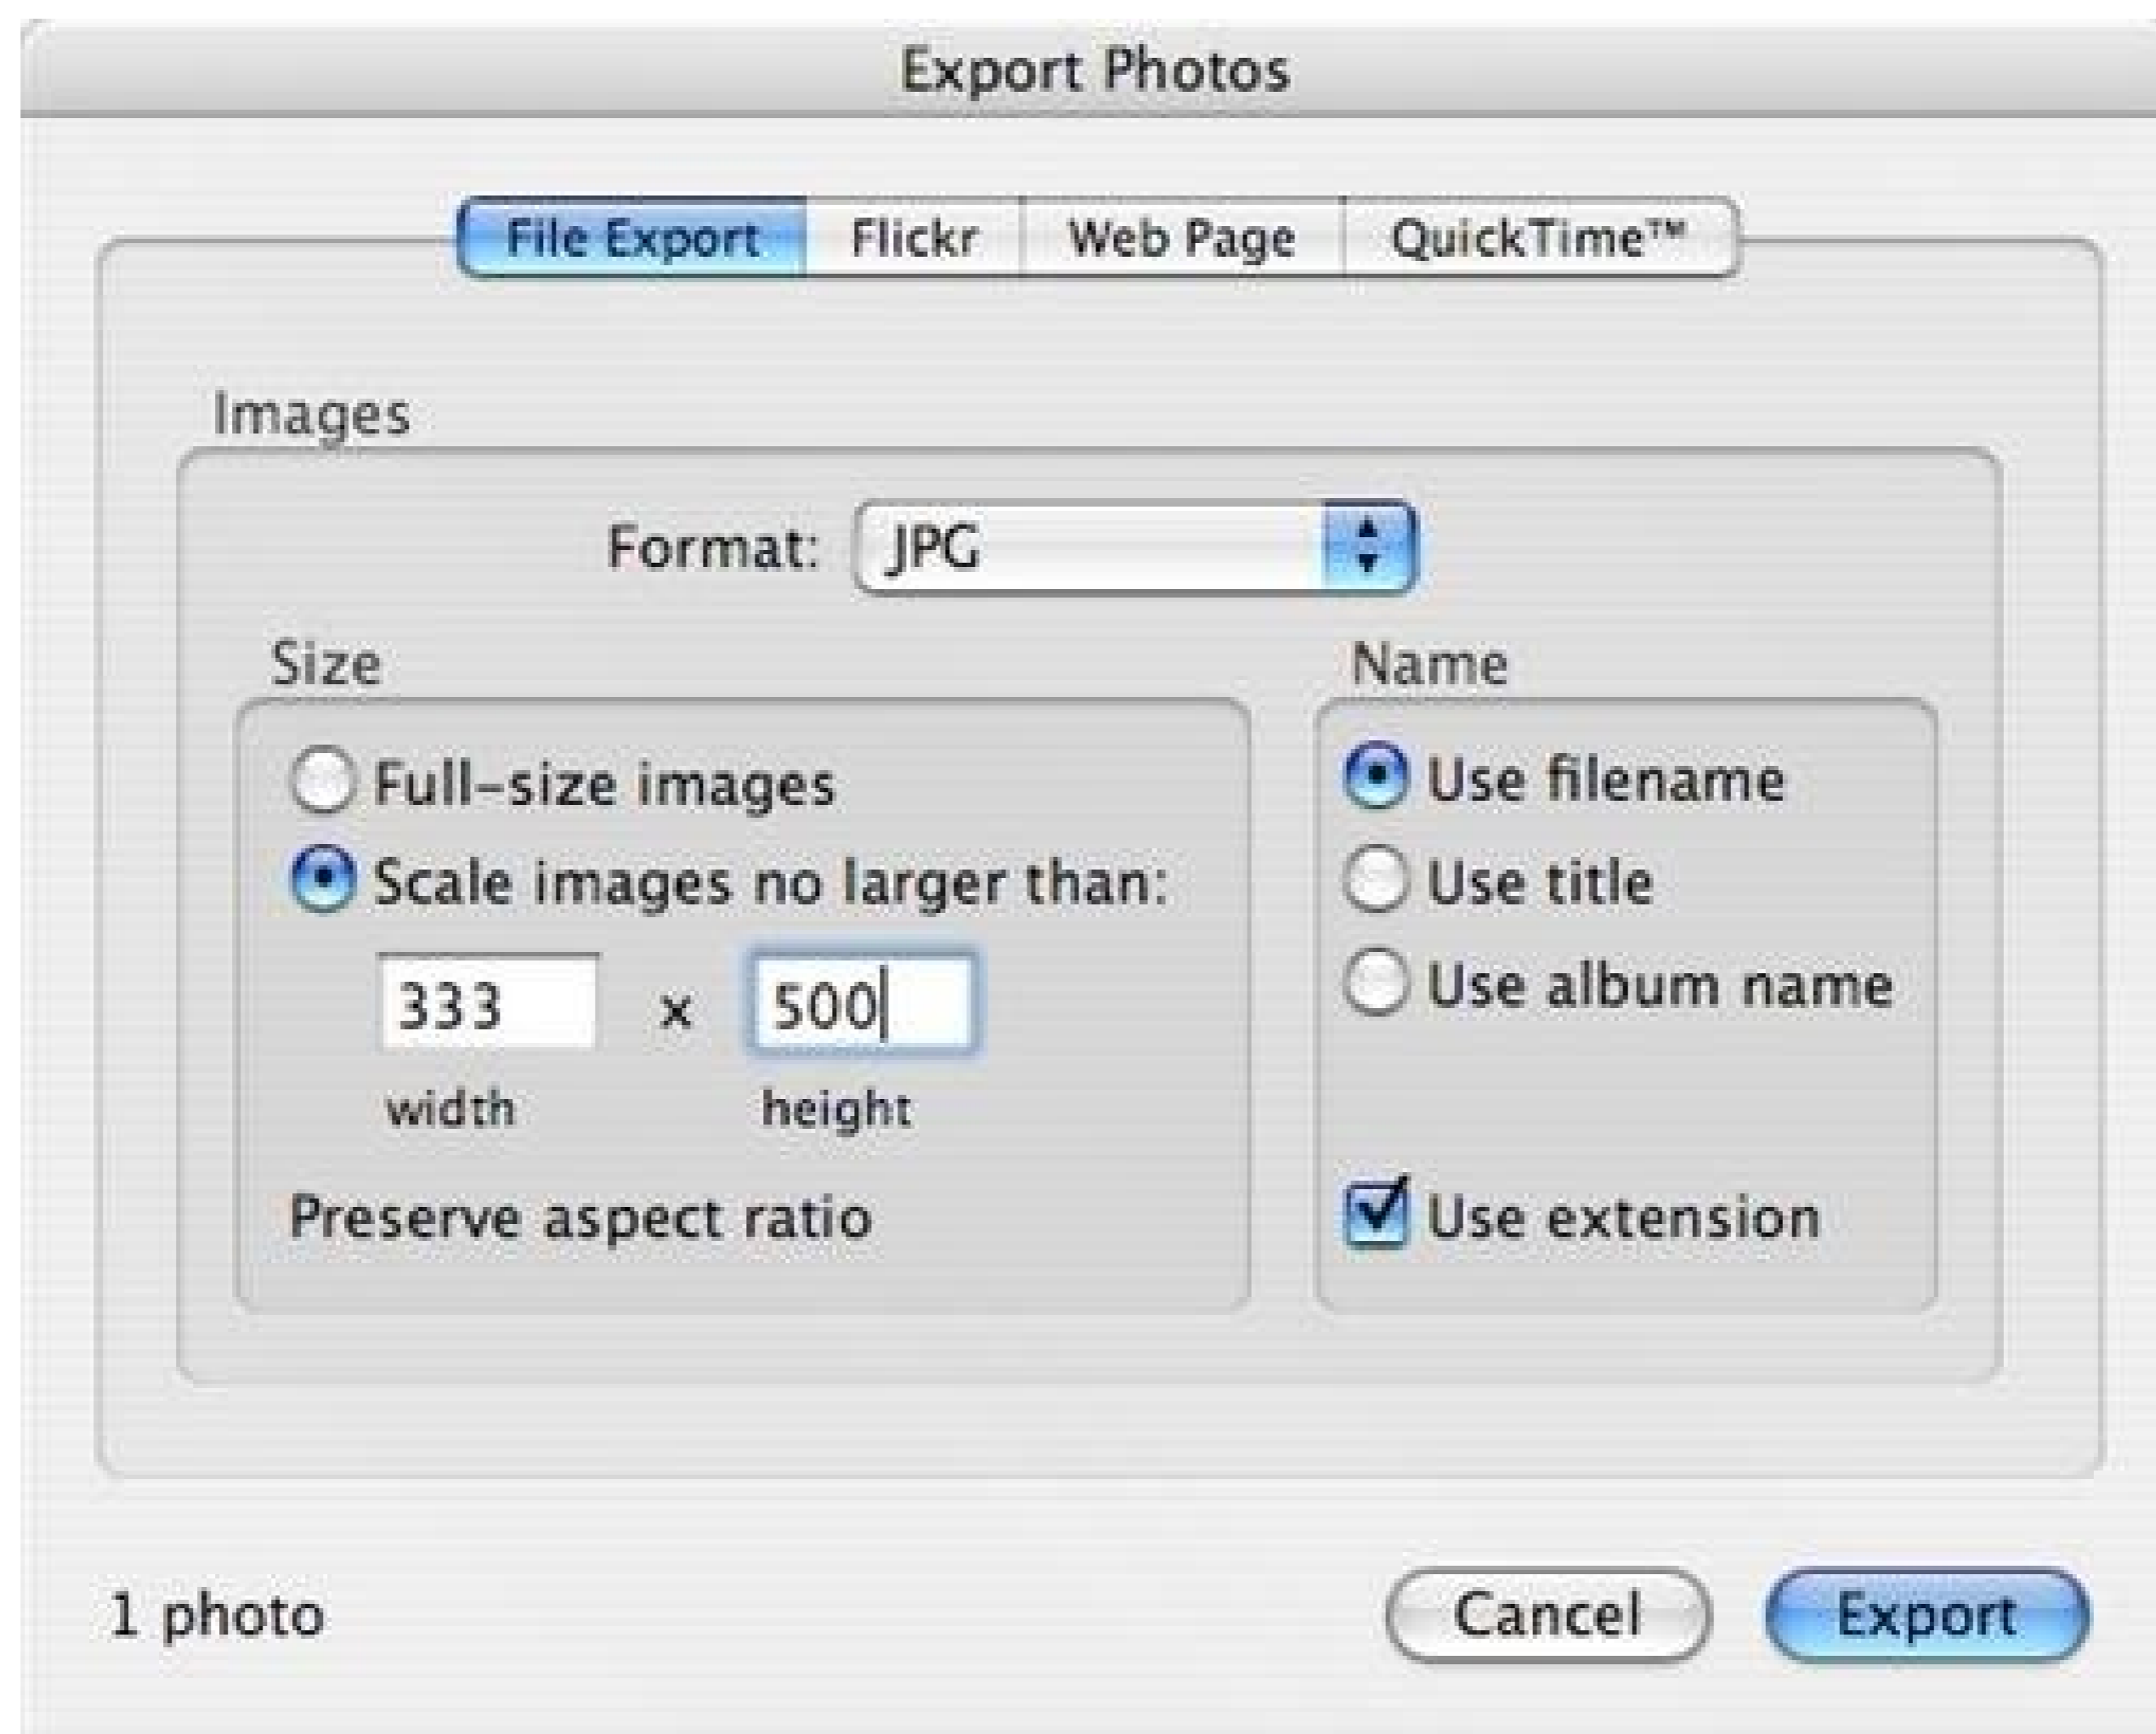 Export Photos
File Export Flickr Web Page QuickTime™
Images
Format: JPG
Size
Full-size images
Scale images no larger than:
333 x 500
width height
Preserve aspect ratio
Name
Use filename
Use title
Use album name
Use extension
1 photo
Cancel Export